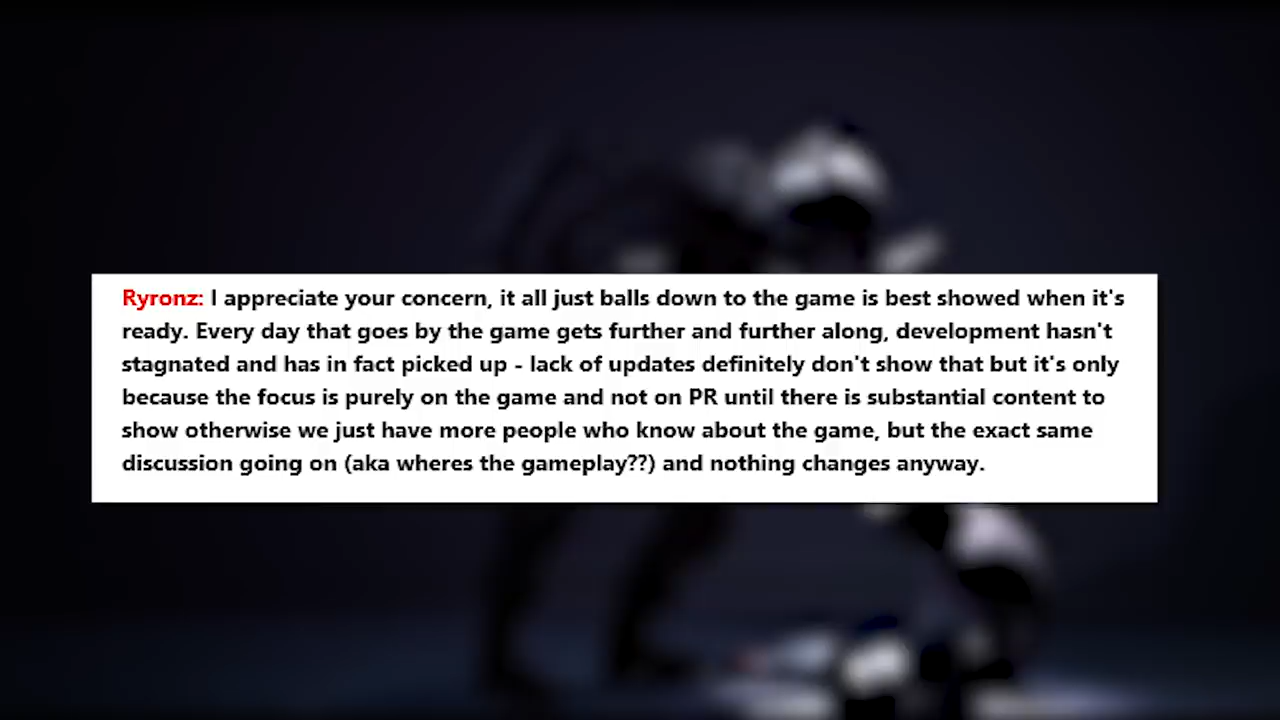 Ryronz: I appreciate your concern, it all just balls down to the game is best showed when it's
ready. Every day that goes by the game gets further and further along, development hasn't
stagnated and has in fact picked up - lack of updates definitely don't show that but it's only
because the focus is purely on the game and not on PR until there is substantial content to
show otherwise we just have more people who know about the game, but the exact same
discussion going on (aka wheres the gameplay??) and nothing changes anyway.